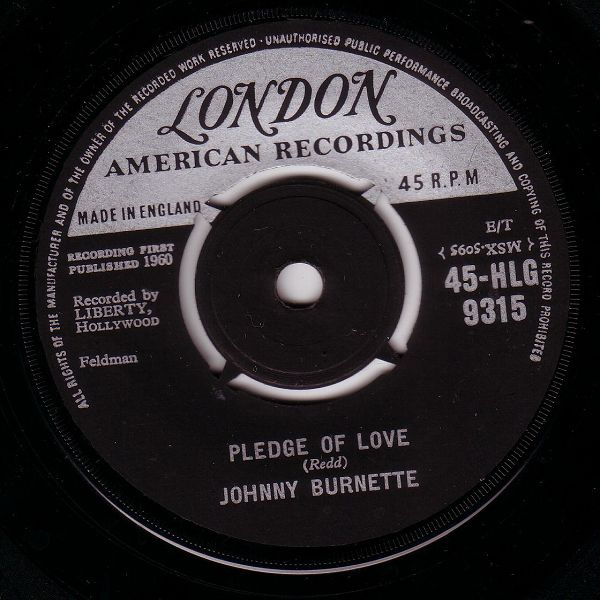 ALL RIGHTS OF THE MANUFACTURER AND OF THE OWNER OF THE RECORDED WORK RESERVED · UNAUTHORISED PUBLIC PERFORMANCE BROADCASTING AND COPYING OF THIS RECORD PROHIBITED
LONDON
AMERICAN RECORDINGS
45 R.P.M
MADE IN ENGLAND
RECORDING FIRST
PUBLISHED 1960
Recorded by
LIBERTY,
HOLLYWOOD
Feldman
E/T
{ MSX.5095 }
45-HLG
9315
PLEDGE OF LOVE
(Redd)
JOHNNY BURNETTE